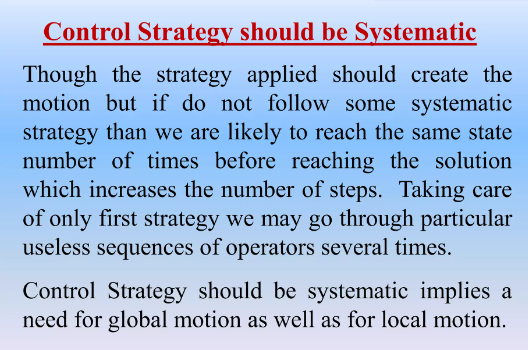 Control Strategy should be Systematic
Though the strategy applied should create the
motion but if do not follow some systematic
strategy than we are likely to reach the same state
number of times before reaching the solution
which increases the number of steps. Taking care
of only first strategy we may go through particular
useless sequences of operators several times.
Control Strategy should be systematic implies a
need for global motion as well as for local motion.